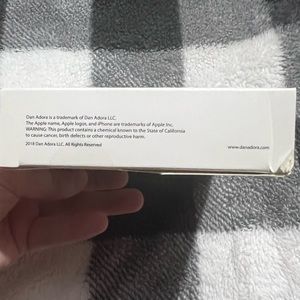 Dan Adora is a trademark of Dan Adora LLC.
The Apple name, Apple logos, and iPhone are trademarks of Apple Inc.
WARNING: This product contains a chemical known to the State of California
to cause cancer, birth defects or other reproductive harm.
2018 Dan Adora LLC. All Rights Reserved
www.danadora.com